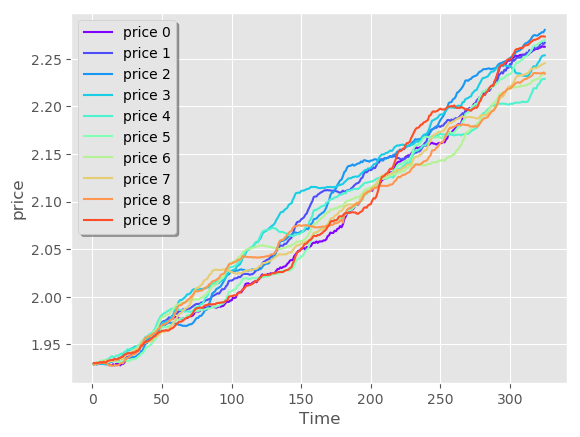 price 0
price 1
price 2
price 3
price 4
price 5
price 6
price 7
price 8
price 9
2.25
2.20
2.15
2.10
2.05
2.00
1.95
price
0 50 100 150 200 250 300
Time